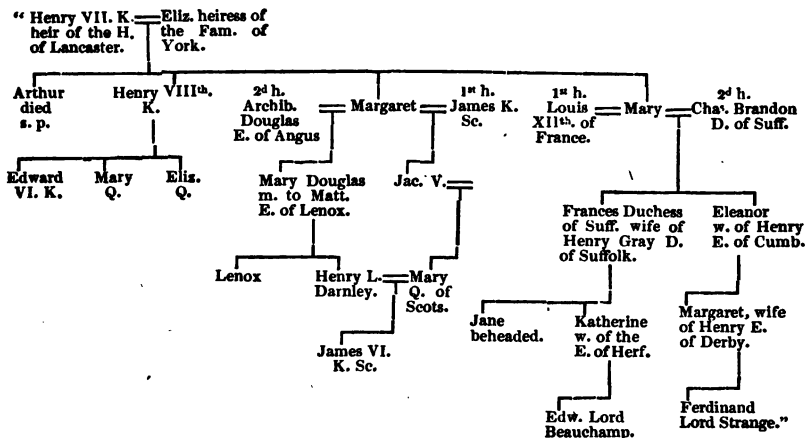 “ Henry VII. K.
heir of the H.
of Lancaster.
Eliz. heiress of
the Fam. of
York.
Arthur
died
s. p.
Henry VIIIth.
K.
2d h.
Archib.
Douglas
E. of Angus
Margaret
1st h.
James K.
Sc.
1st h.
Louis
XIIth. of
France.
Mary
2d h.
Chas. Brandon
D. of Suff.
Edward
VI. K.
Mary
Q.
Eliz.
Q.
Mary Douglas
m. to Matt.
E. of Lenox.
Jac. V.
Frances Duchess
of Suff. wife of
Henry Gray D.
of Suffolk.
Eleanor
w. of Henry
E. of Cumb.
Lenox
Henry L.
Darnley.
Mary
Q. of
Scots.
Jane
beheaded.
Katherine
w. of the
E. of Herf.
Margaret, wife
of Henry E.
of Derby.
James VI.
K. Sc.
Edw. Lord
Beauchamp.
Ferdinand
Lord Strange.”